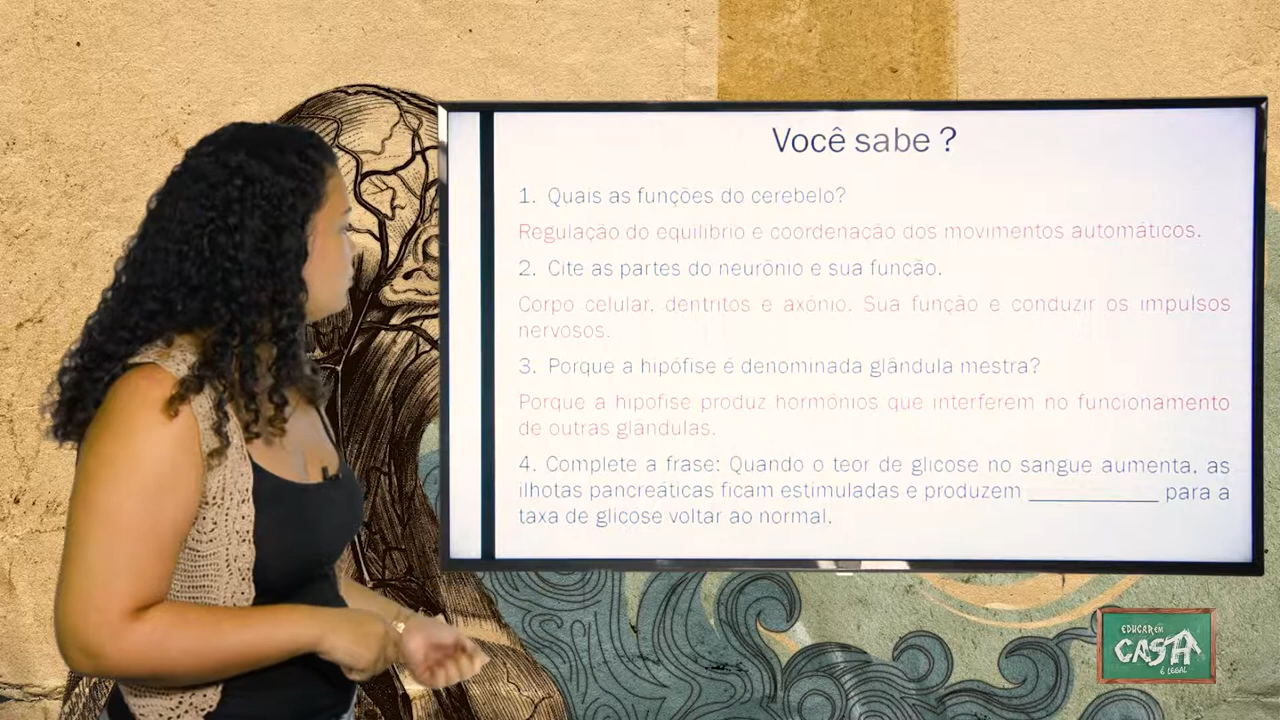 Você sabe ?
1. Quais as funções do cerebelo?
Regulação do equilíbrio e coordenação dos movimentos automáticos.
2. Cite as partes do neurônio e sua função.
Corpo celular, dentritos e axônio. Sua função e conduzir os impulsos
nervosos.
3. Porque a hipófise é denominada glândula mestra?
Porque a hipofise produz hormônios que interferem no funcionamento
de outras glândulas.
4. Complete a frase: Quando o teor de glicose no sangue aumenta, as
ilhotas pancreáticas ficam estimuladas e produzem ____________ para a
taxa de glicose voltar ao normal.
EDUCAR EM
CASA
É LEGAL